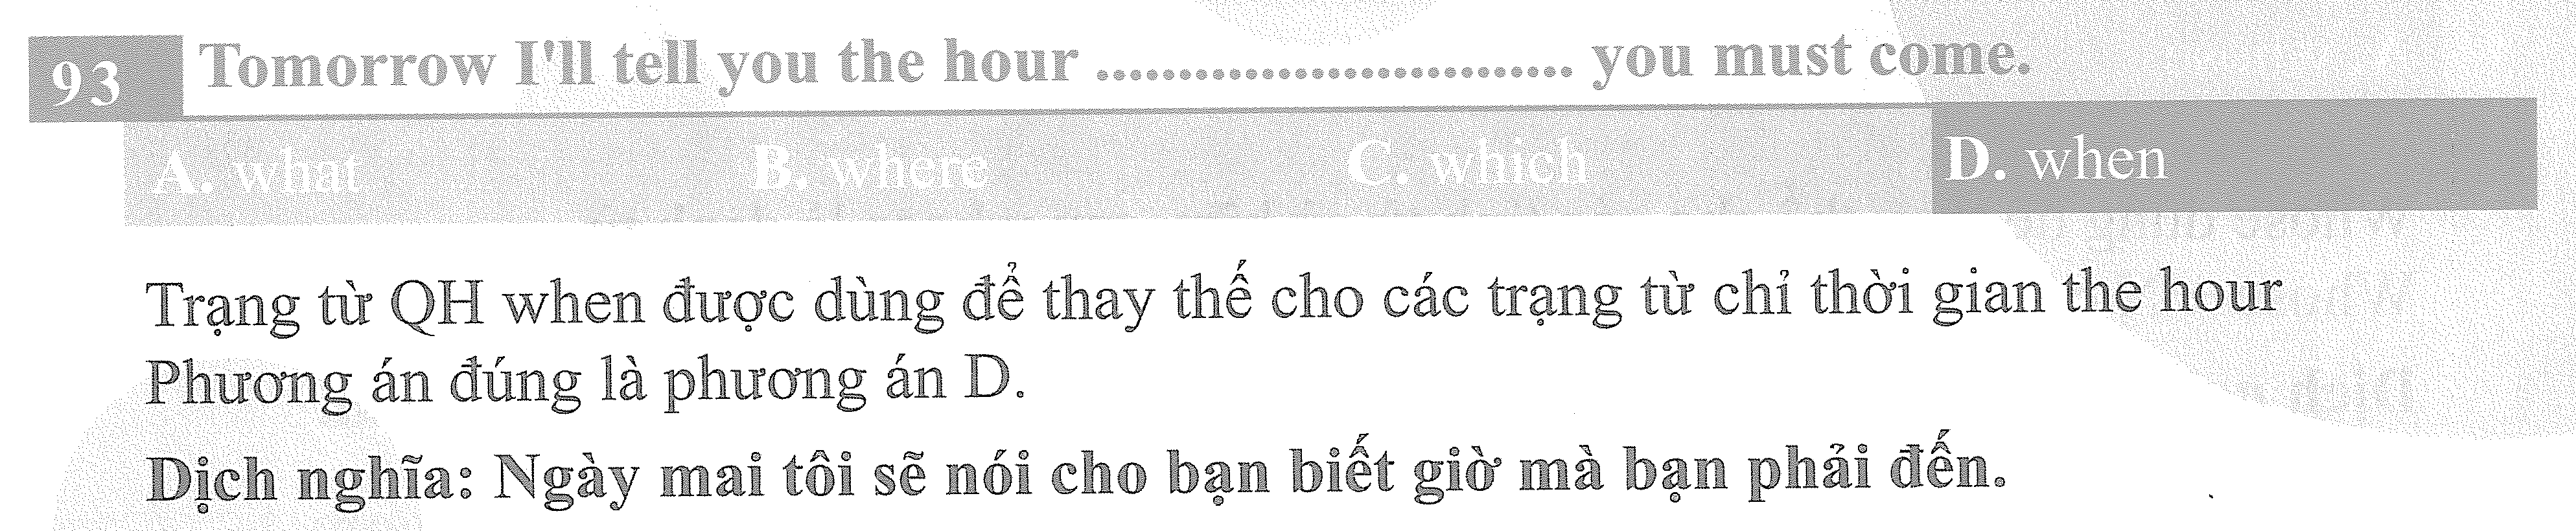 93 Tomorrow I'll tell you the hour ............................. you must come.
A. what B. where C. which D. when
Trạng từ QH when được dùng để thay thế cho các trạng từ chỉ thời gian the hour
Phương án đúng là phương án D.
Dịch nghĩa: Ngày mai tôi sẽ nói cho bạn biết giờ mà bạn phải đến.